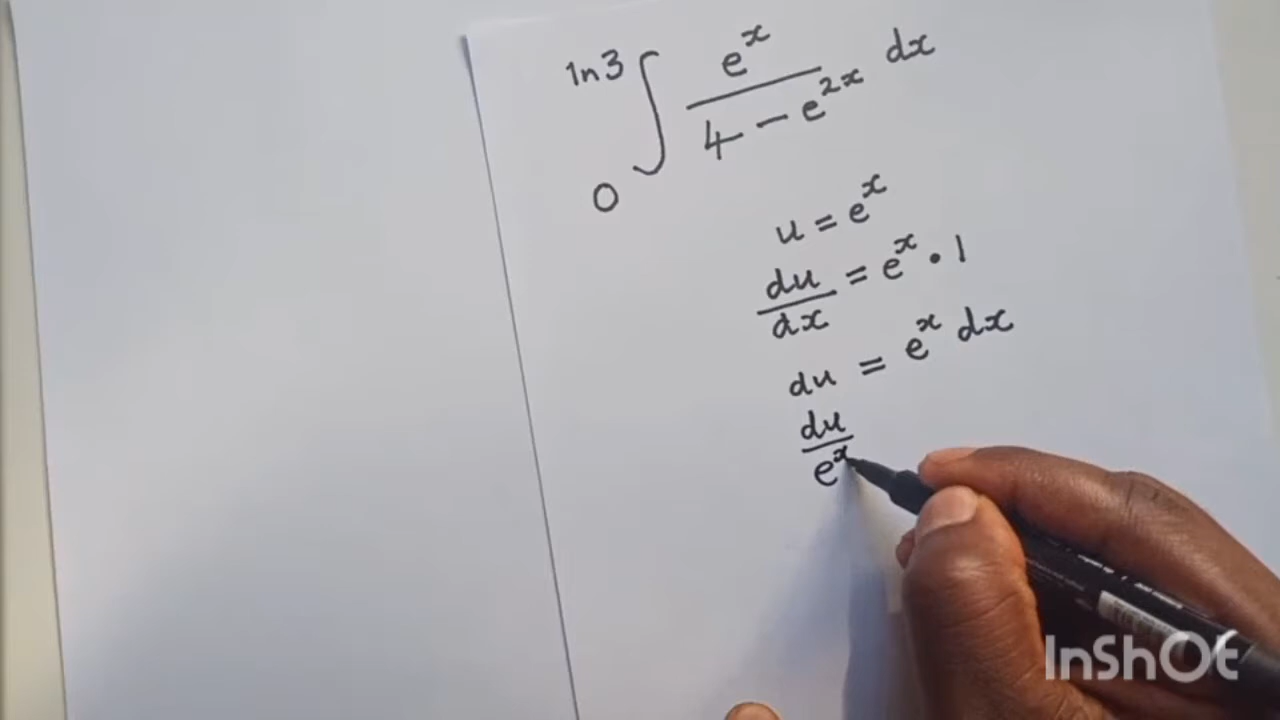 ln3 ∫ e^x / 4 - e^2x dx
0
u = e^x
du/dx = e^x · 1
du = e^x dx
du/e^x
InShOt